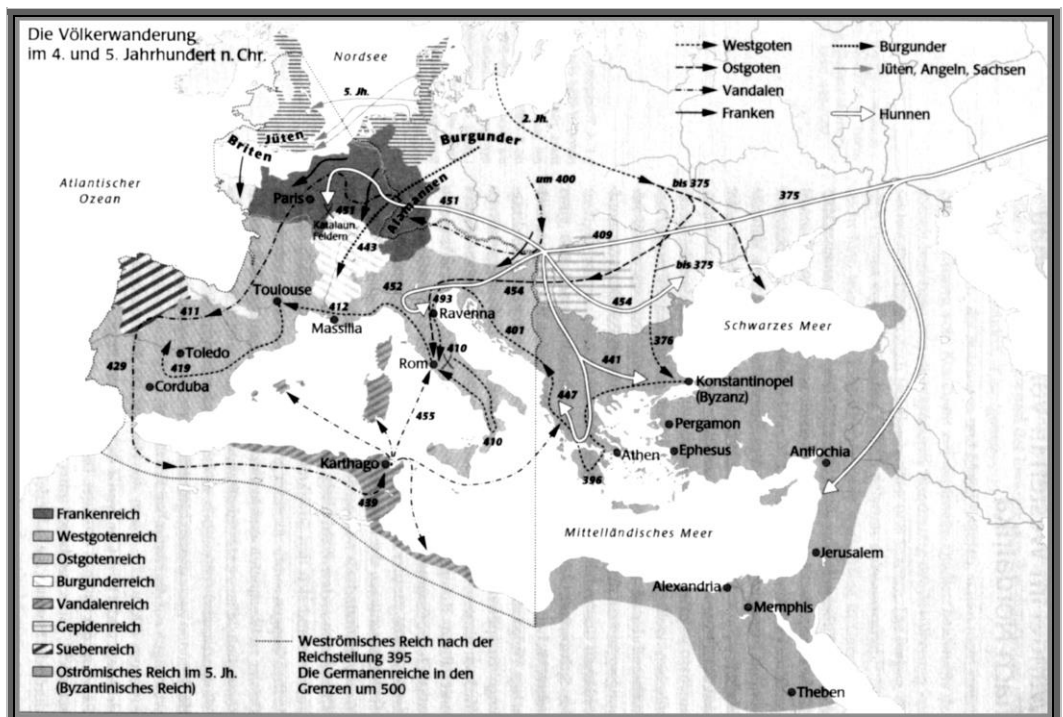 Die Völkerwanderung
im 4. und 5. Jahrhundert n. Chr.
Nordsee
Westgoten
Ostgoten
Vandalen
Franken
Burgunder
Jüten, Angeln, Sachsen
Hunnen
5. Jh.
2. Jh.
Jüten
Briten
Burgunder
Atlantischer
Ozean
um 400
bis 375
375
Paris
Alamannen
451
451
Katalaun.
Feldern
409
443
bis 375
Toulouse
452
454
454
493
412
Ravenna
411
Massilia
401
Schwarzes Meer
376
410
Toledo
Rom
441
419
429
Corduba
447
Konstantinopel
(Byzanz)
455
Pergamon
410
Athen
Ephesus
Antiochia
Karthago
396
439
Mittelländisches Meer
Jerusalem
Alexandria
Memphis
Theben
Frankenreich
Westgotenreich
Ostgotenreich
Burgunderreich
Vandalenreich
Gepidenreich
Suebenreich
Oströmisches Reich im 5. Jh.
(Byzantinisches Reich)
Weströmisches Reich nach der
Reichsteilung 395
Die Germanenreiche in den
Grenzen um 500